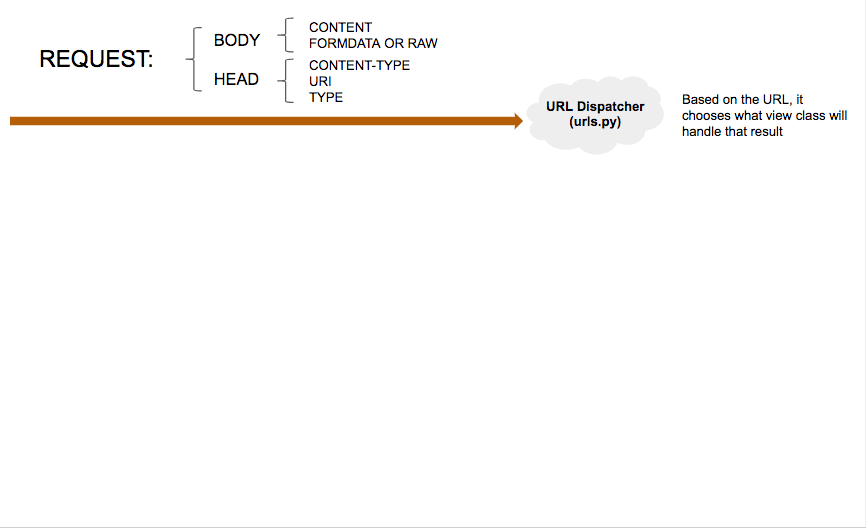 REQUEST:
BODY
CONTENT
FORMDATA OR RAW
HEAD
CONTENT-TYPE
URI
TYPE
URL Dispatcher
(urls.py)
Based on the URL, it
chooses what view class will
handle that result